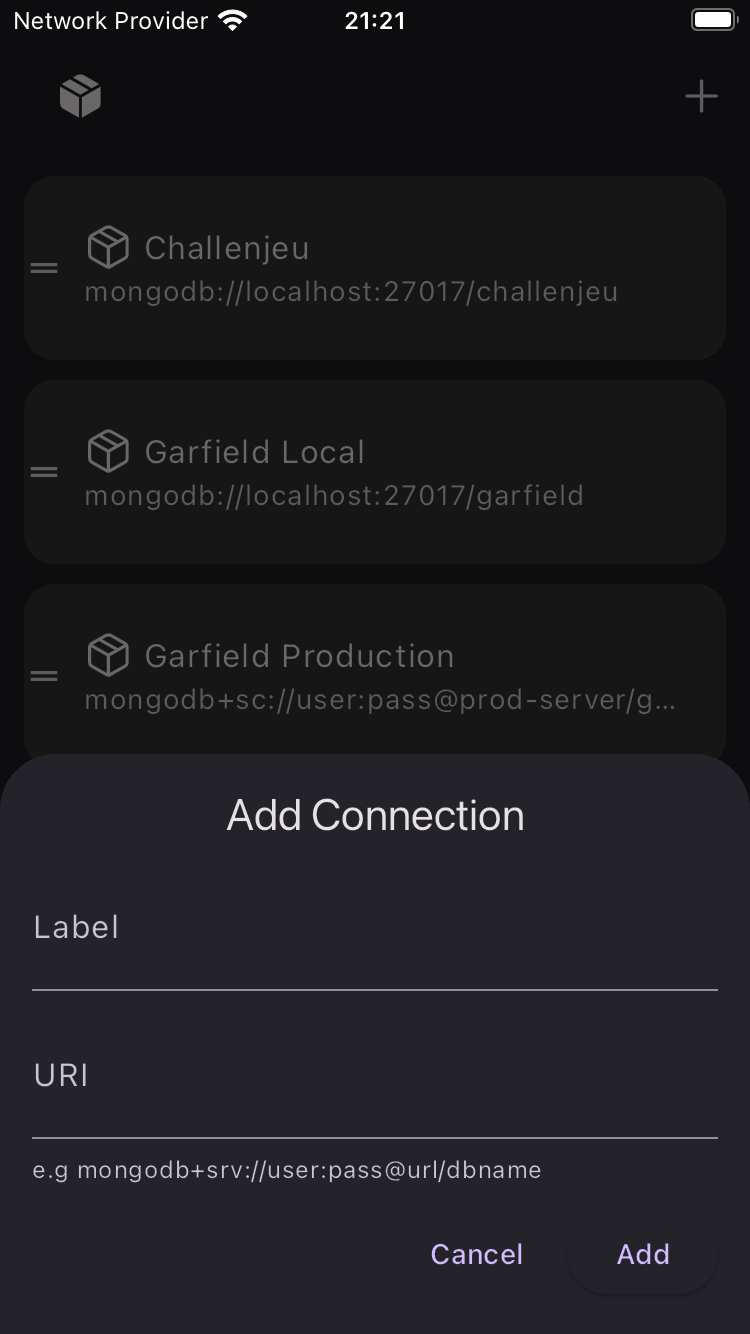 Network Provider 21:21
Challenjeu
mongodb://localhost:27017/challenjeu
Garfield Local
mongodb://localhost:27017/garfield
Garfield Production
mongodb+sc://user:pass@prod-server/g...
Add Connection
Label
URI
e.g mongodb+srv://user:pass@url/dbname
Cancel Add